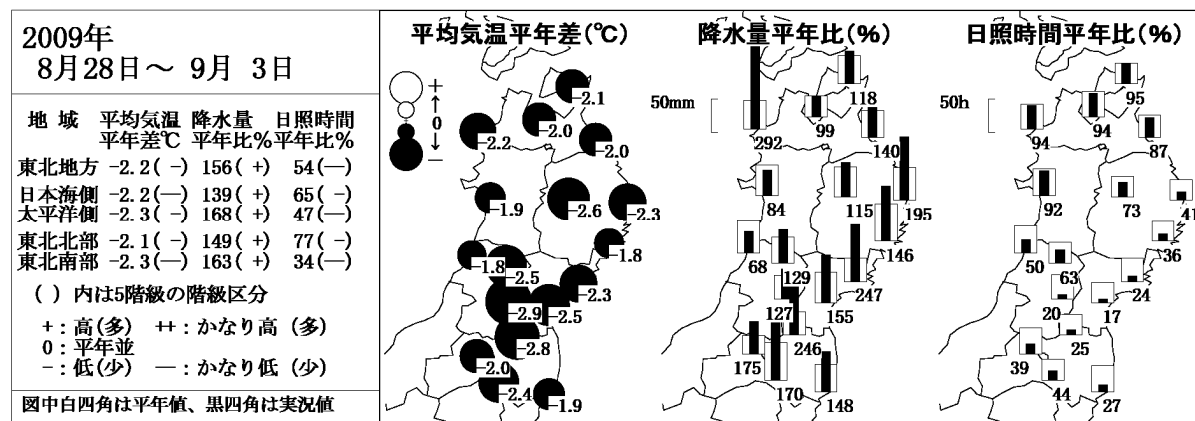 2009年
8月28日～ 9月 3日
地 域 平均気温 降水量 日照時間
平年差℃ 平年比% 平年比%
東北地方 -2.2( -) 156( +) 54(―)
日本海側 -2.2(―) 139( +) 65( -)
太平洋側 -2.3( -) 168( +) 47(―)
東北北部 -2.1( -) 149( +) 77( -)
東北南部 -2.3(―) 163( +) 34(―)
( ) 内は5階級の階級区分
+：高(多) ++：かなり高 (多)
0：平年並
-：低(少) ―：かなり低 (少)
図中白四角は平年値、黒四角は実況値
平均気温平年差(℃)
+
↑
0
↓
-
-2.1
-2.0
-2.2
-2.0
-1.9
-2.6
-2.3
-1.8
-1.8
-2.5
-2.3
-2.9
-2.5
-2.8
-2.0
-2.4
-1.9
降水量平年比(%)
50mm
118
99
292
140
84
115
195
146
68
129
247
127
155
246
175
170
148
日照時間平年比(%)
50h
95
94
94
87
92
73
41
36
50
63
24
20
17
25
39
44
27